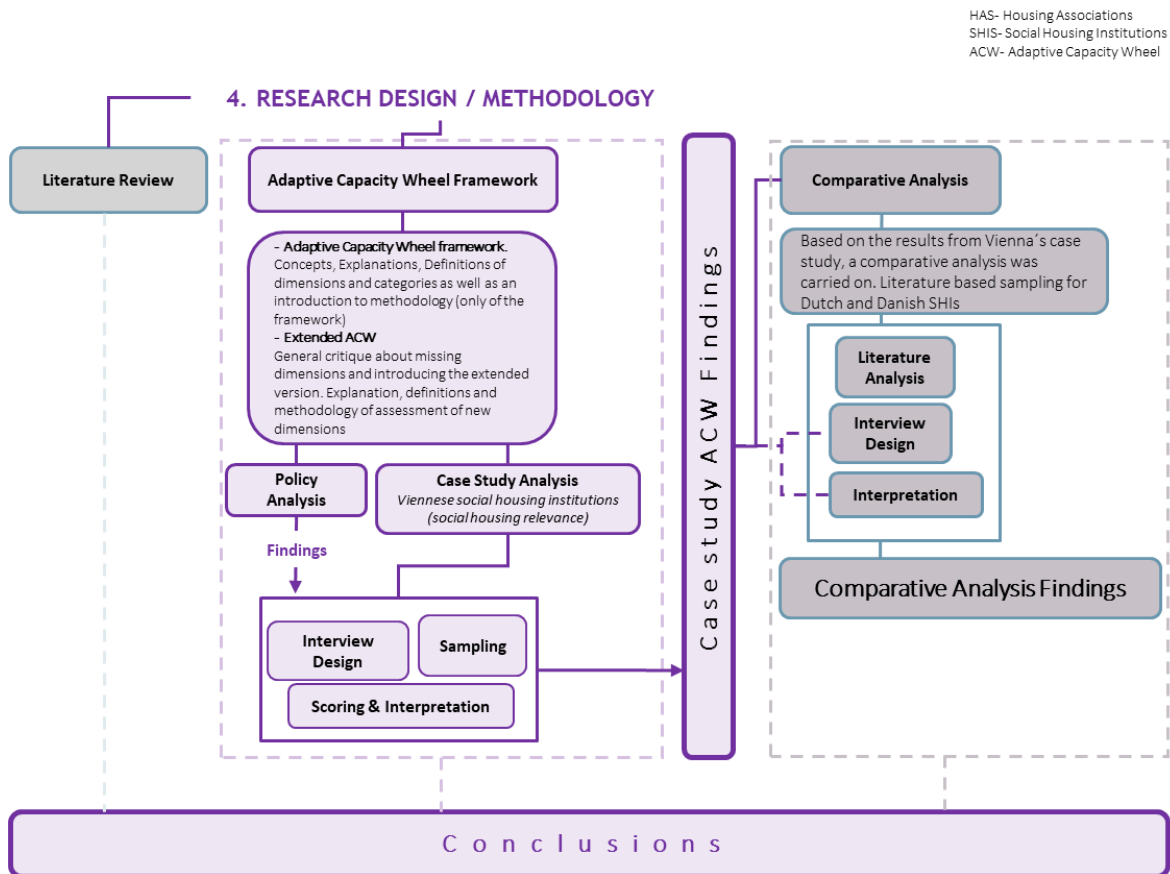 HAS- Housing Associations
SHIS- Social Housing Institutions
ACW- Adaptive Capacity Wheel
4. RESEARCH DESIGN / METHODOLOGY
Literature Review
Adaptive Capacity Wheel Framework
- Adaptive Capacity Wheel framework.
Concepts, Explanations, Definitions of
dimensions and categories as well as an
introduction to methodology (only of the
framework)
- Extended ACW
General critique about missing
dimensions and introducing the extended
version. Explanation, definitions and
methodology of assessment of new
dimensions
Policy
Analysis
Case Study Analysis
Viennese social housing institutions
(social housing relevance)
Findings
Interview
Design
Sampling
Scoring & Interpretation
Case study ACW Findings
Comparative Analysis
Based on the results from Vienna´s case
study, a comparative analysis was
carried on. Literature based sampling for
Dutch and Danish SHIs
Literature
Analysis
Interview
Design
Interpretation
Comparative Analysis Findings
Conclusions